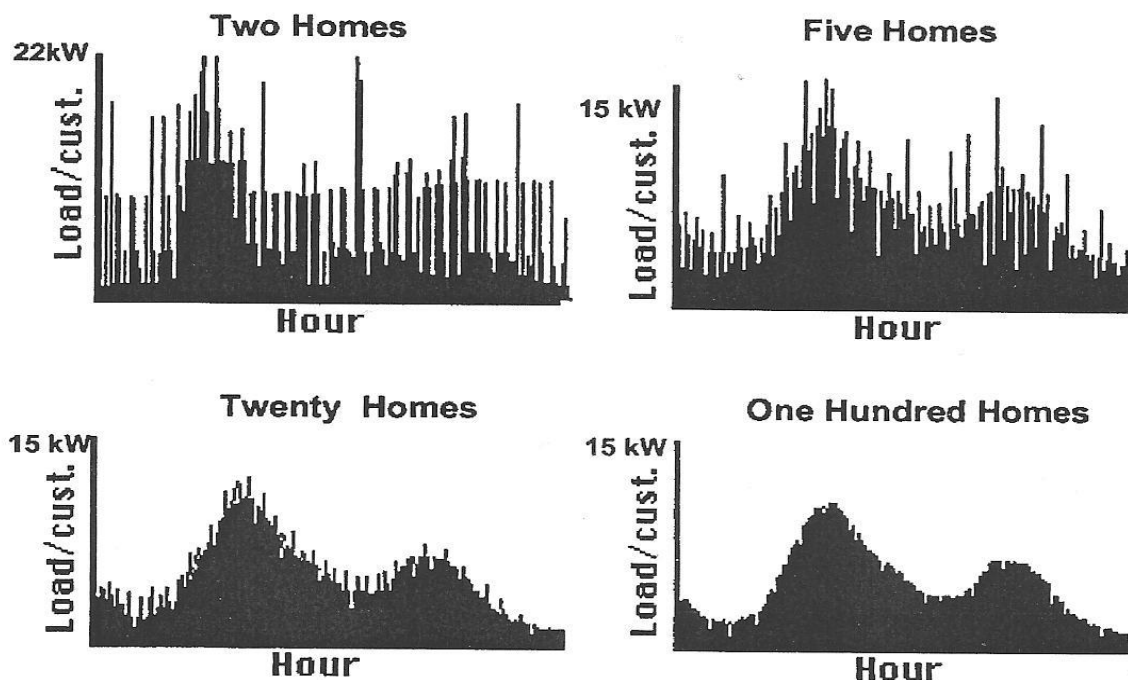 Two Homes
22kW
Load/cust.
Hour
Five Homes
15 kW
Load/cust.
Hour
Twenty Homes
15 kW
Load/cust.
Hour
One Hundred Homes
15 kW
Load/cust.
Hour